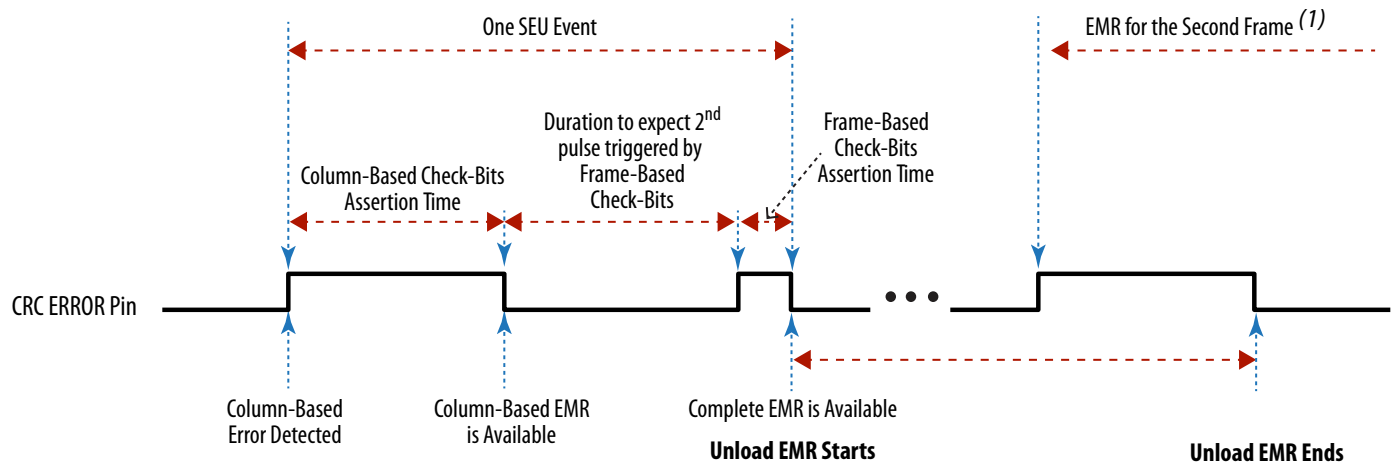 One SEU Event
EMR for the Second Frame (1)
Duration to expect 2nd
pulse triggered by
Frame-Based
Check-Bits
Frame-Based
Check-Bits
Assertion Time
Column-Based Check-Bits
Assertion Time
CRC ERROR Pin
Column-Based
Error Detected
Column-Based EMR
is Available
Complete EMR is Available
Unload EMR Starts
Unload EMR Ends